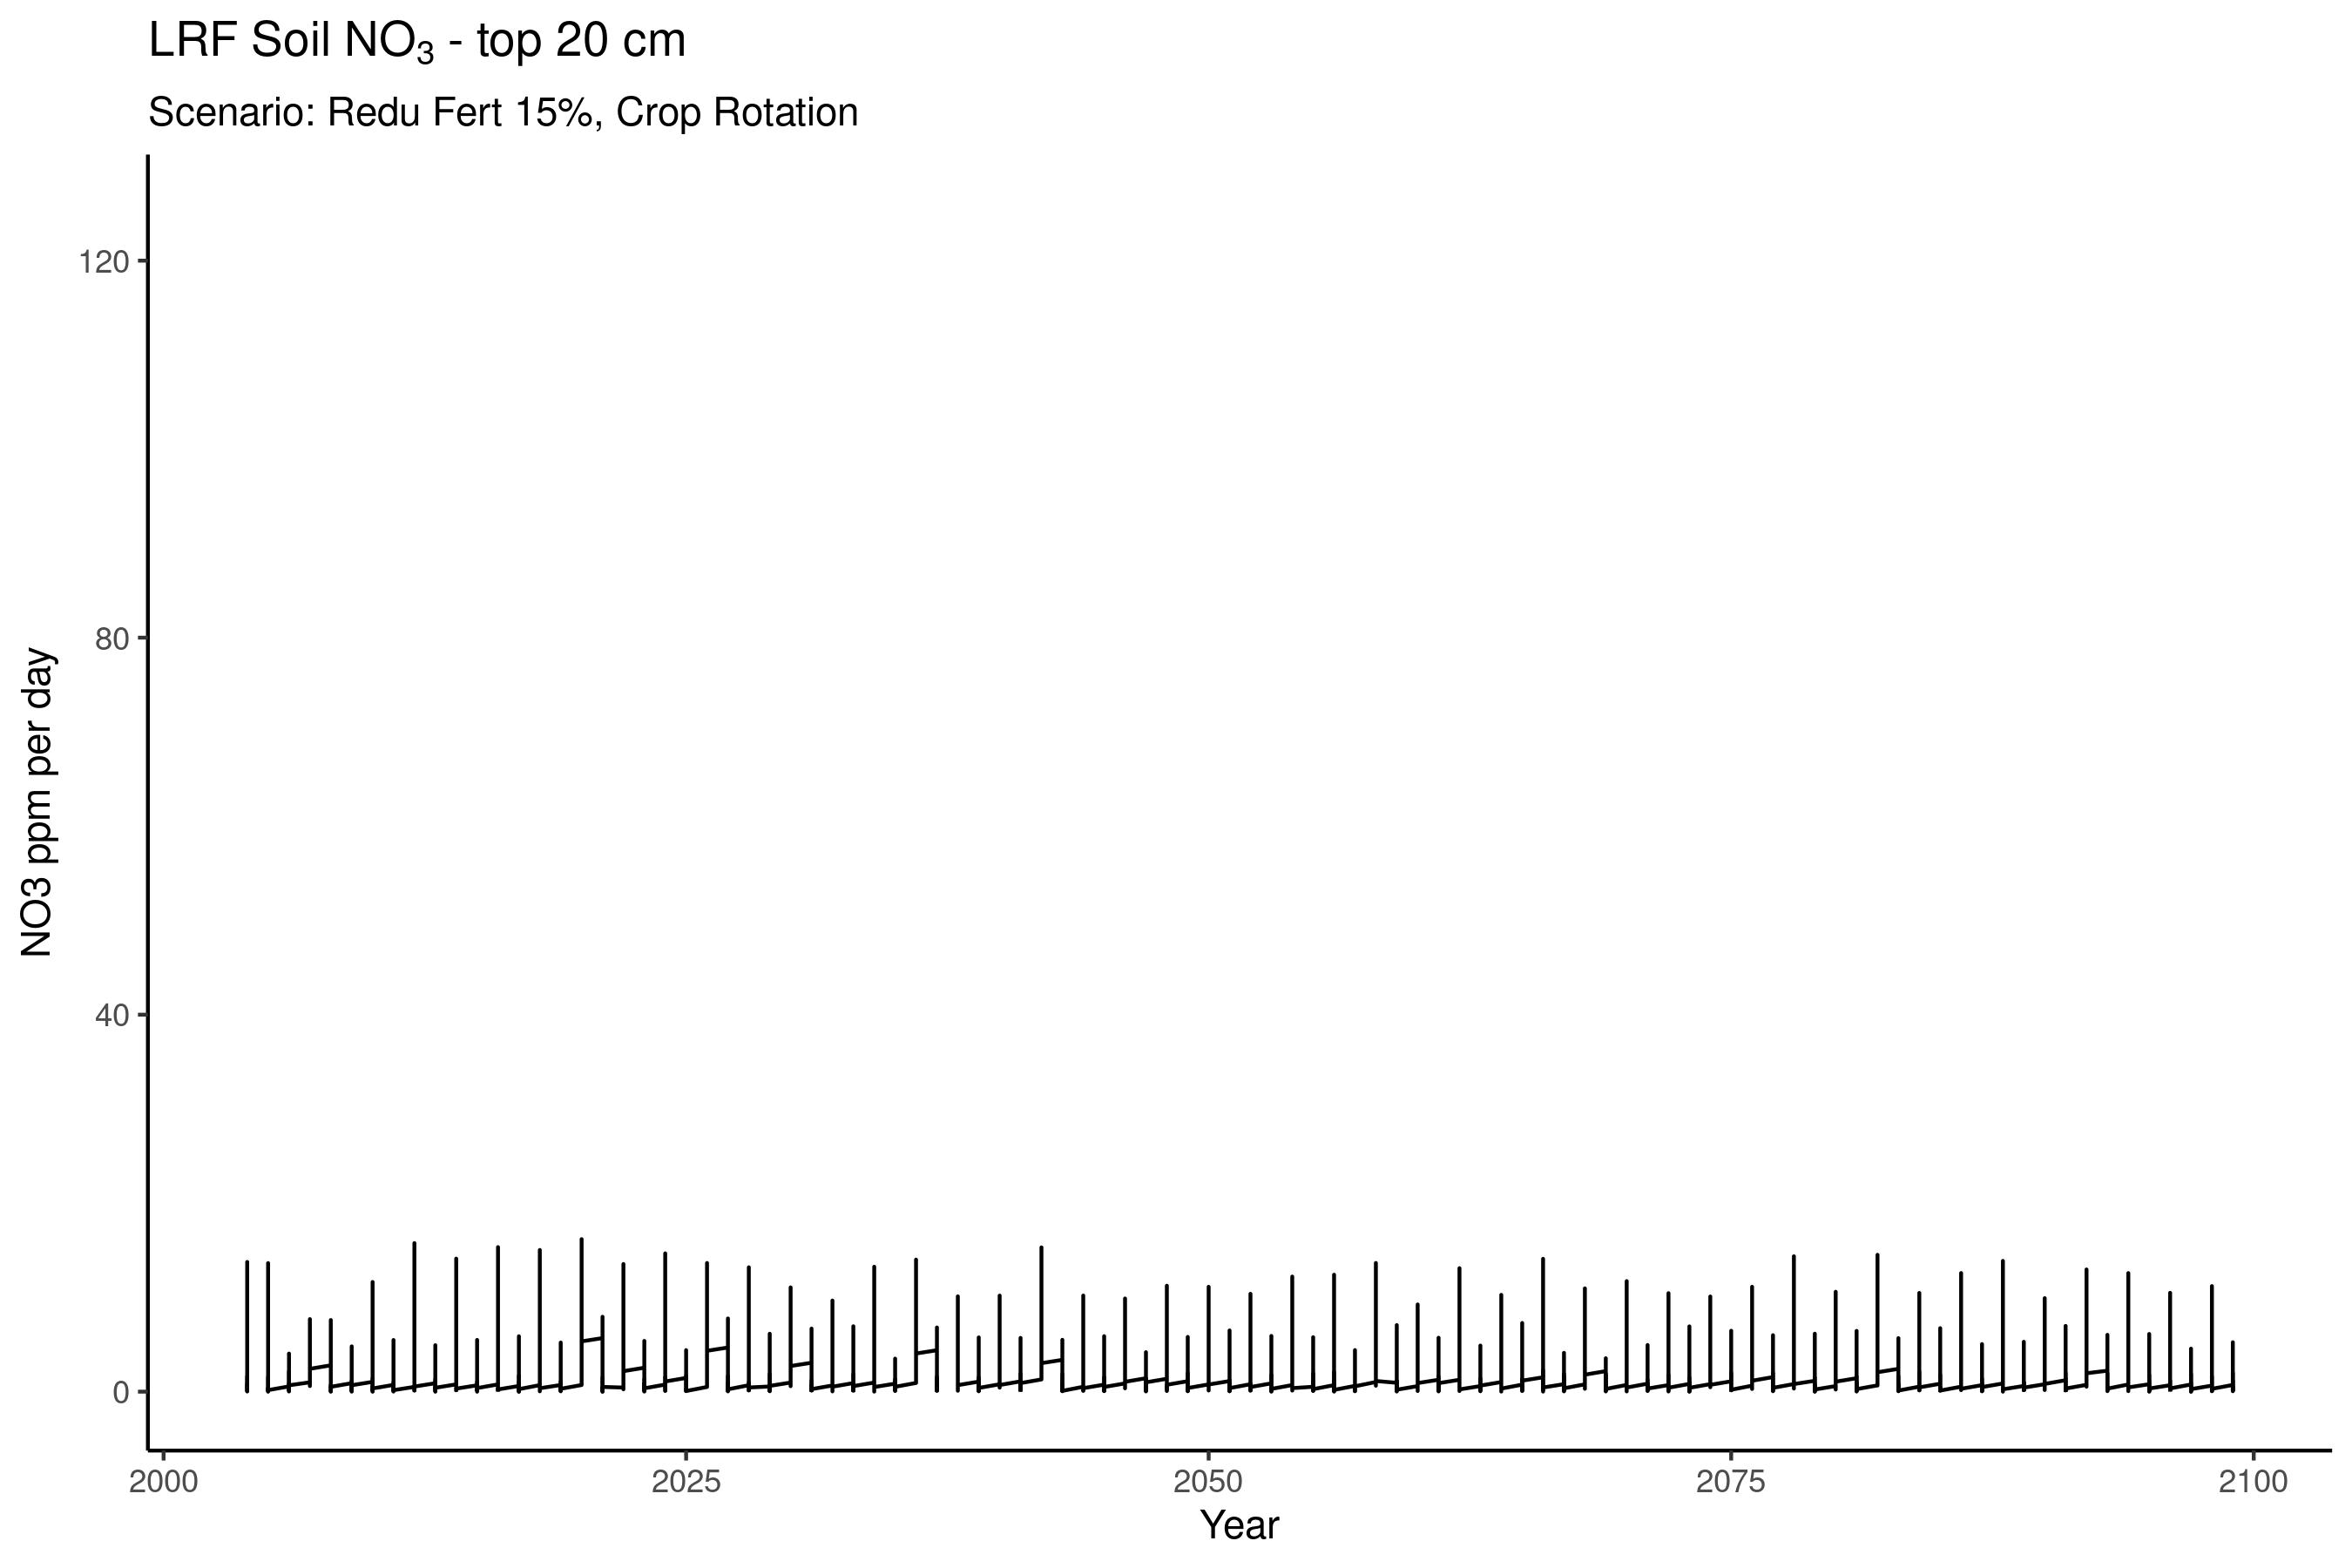 LRF Soil NO₃ - top 20 cm
Scenario: Redu Fert 15%, Crop Rotation
NO3 ppm per day
120
80
40
0
2000 2025 2050 2075 2100
Year